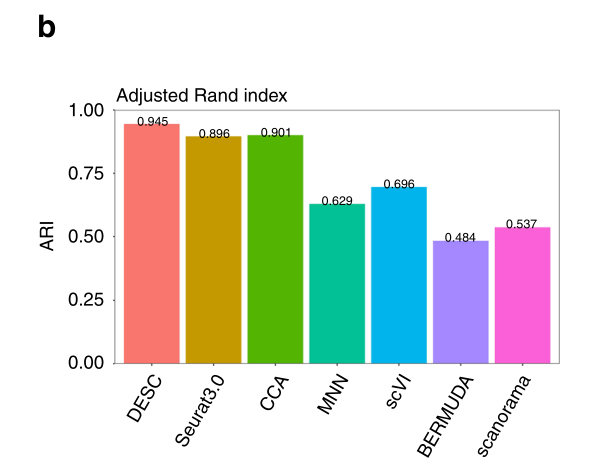 b
Adjusted Rand index
1.00
0.75
0.50
0.25
0.00
ARI
0.945
0.896
0.901
0.629
0.696
0.484
0.537
DESC
Seurat3.0
CCA
MNN
scVI
BERMUDA
scanorama